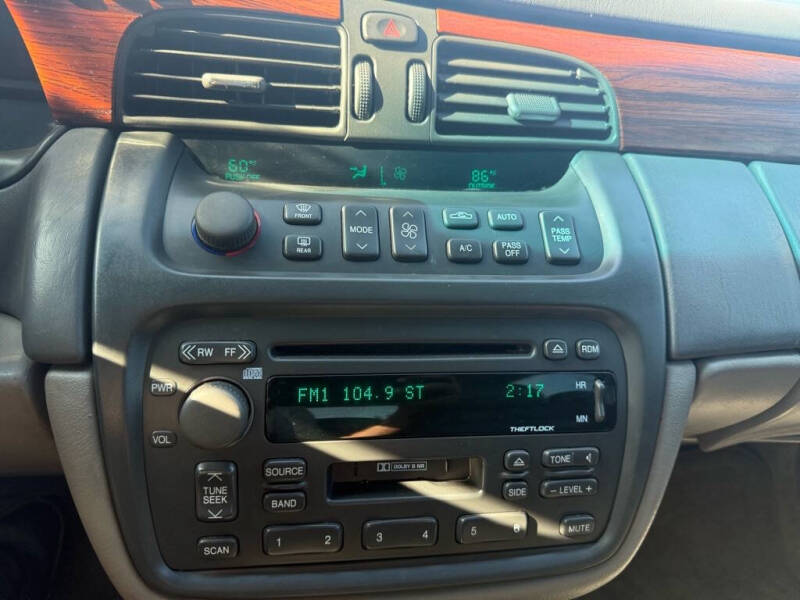 60°F 86°F
PUSH OFF OUTSIDE
FRONT MODE AUTO PASS TEMP
REAR A/C PASS OFF
RW FF RDM
PWR FM1 104.9 ST 2:17 HR
MN
VOL THEFTLOCK
SOURCE DOLBY B NR TONE
TUNE SEEK BAND SIDE - LEVEL +
SCAN 1 2 3 4 5 6 MUTE